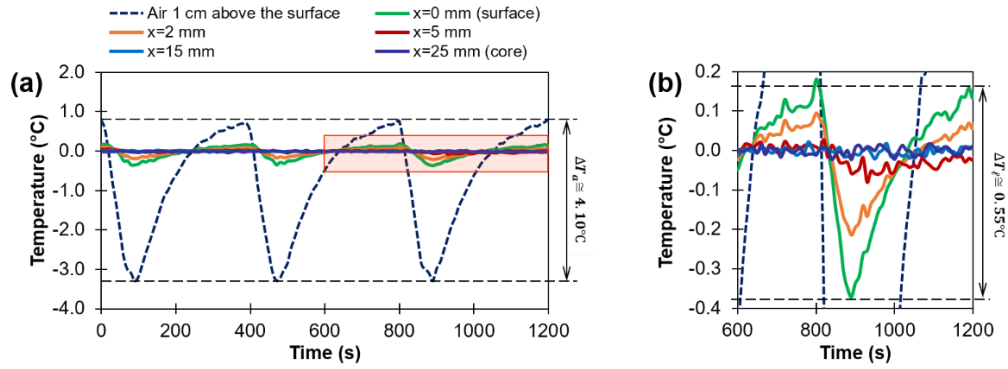 Air 1 cm above the surface
x=0 mm (surface)
x=2 mm
x=5 mm
x=15 mm
x=25 mm (core)
(a)
Temperature (°C)
2.0
1.0
0.0
-1.0
-2.0
-3.0
-4.0
0
200
400
600
800
1000
1200
Time (s)
ΔTₐ ≅ 4.10°C
(b)
Temperature (°C)
0.2
0.1
0.0
-0.1
-0.2
-0.3
-0.4
600
800
1000
1200
Time (s)
ΔTℓ ≅ 0.55°C